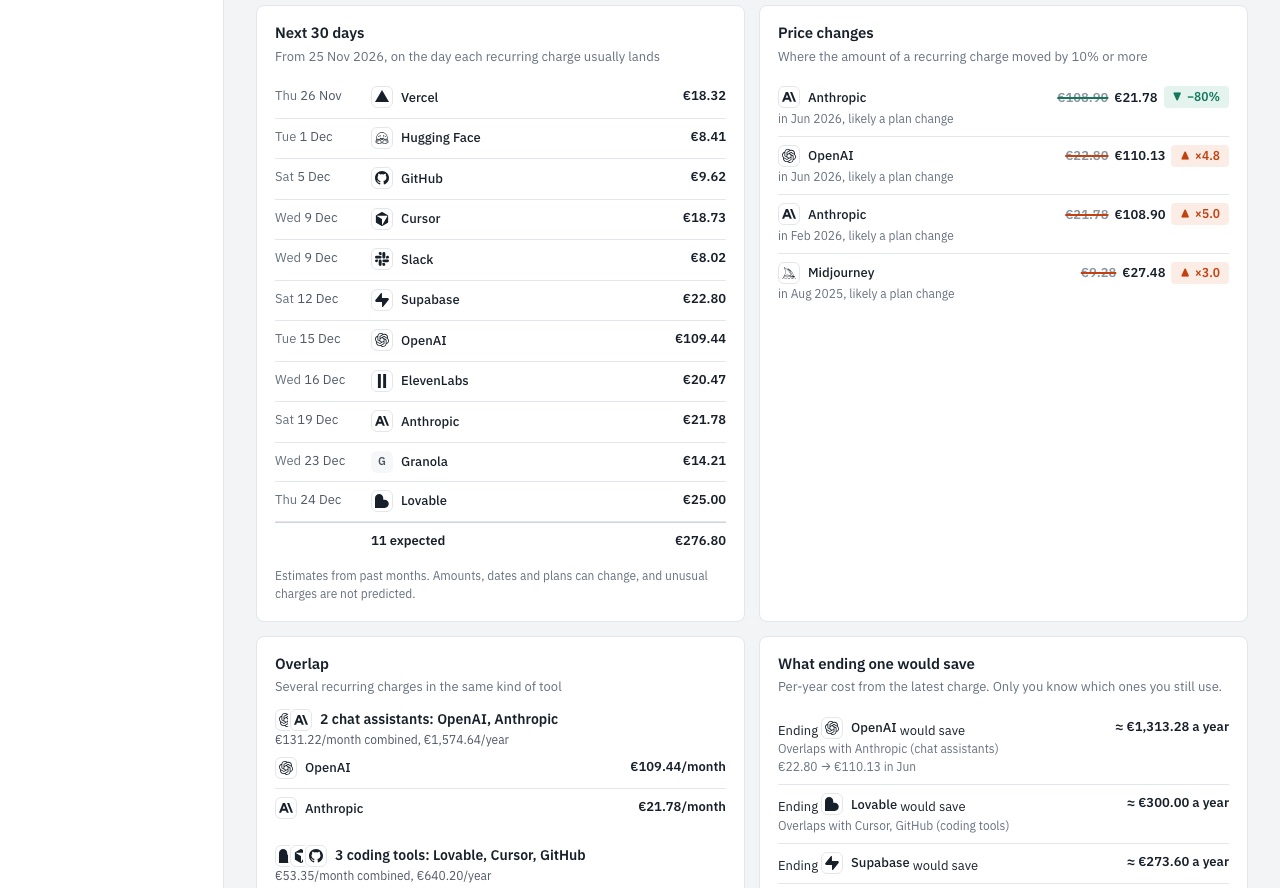 Next 30 days
From 25 Nov 2026, on the day each recurring charge usually lands
Thu 26 Nov Vercel €18.32
Tue 1 Dec Hugging Face €8.41
Sat 5 Dec GitHub €9.62
Wed 9 Dec Cursor €18.73
Wed 9 Dec Slack €8.02
Sat 12 Dec Supabase €22.80
Tue 15 Dec OpenAI €109.44
Wed 16 Dec ElevenLabs €20.47
Sat 19 Dec Anthropic €21.78
Wed 23 Dec G Granola €14.21
Thu 24 Dec Lovable €25.00
11 expected €276.80
Estimates from past months. Amounts, dates and plans can change, and unusual
charges are not predicted.
Price changes
Where the amount of a recurring charge moved by 10% or more
Anthropic €108.90 €21.78 ▼ −80%
in Jun 2026, likely a plan change
OpenAI €22.80 €110.13 ▲ ×4.8
in Jun 2026, likely a plan change
Anthropic €21.78 €108.90 ▲ ×5.0
in Feb 2026, likely a plan change
Midjourney €9.28 €27.48 ▲ ×3.0
in Aug 2025, likely a plan change
Overlap
Several recurring charges in the same kind of tool
2 chat assistants: OpenAI, Anthropic
€131.22/month combined, €1,574.64/year
OpenAI €109.44/month
Anthropic €21.78/month
3 coding tools: Lovable, Cursor, GitHub
€53.35/month combined, €640.20/year
What ending one would save
Per-year cost from the latest charge. Only you know which ones you still use.
Ending OpenAI would save ≈ €1,313.28 a year
Overlaps with Anthropic (chat assistants)
€22.80 → €110.13 in Jun
Ending Lovable would save ≈ €300.00 a year
Overlaps with Cursor, GitHub (coding tools)
Ending Supabase would save ≈ €273.60 a year